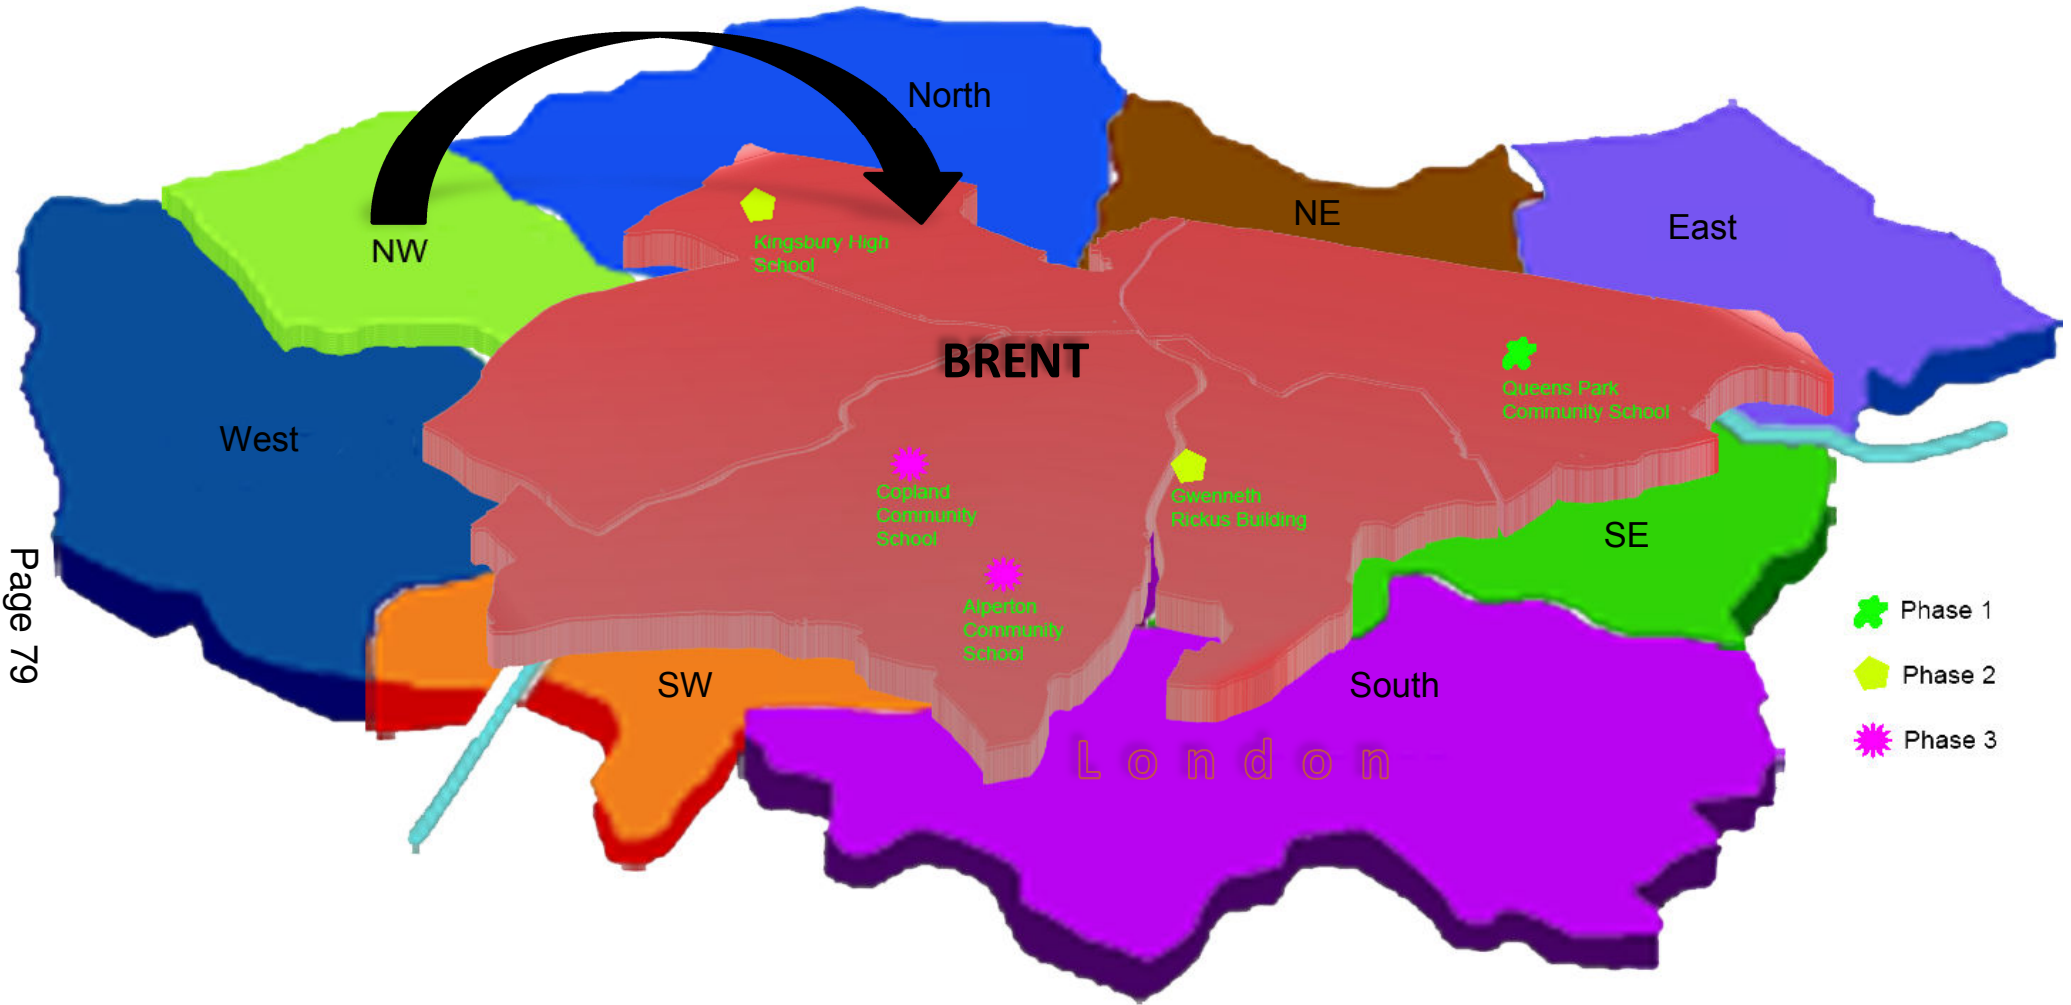 North
NE
East
NW
Kingsbury High
School
BRENT
Queens Park
Community School
West
Copland
Community
School
Gwenneth
Rickus Building
SE
Alperton
Community
School
SW
South
London
Phase 1
Phase 2
Phase 3
Page 79